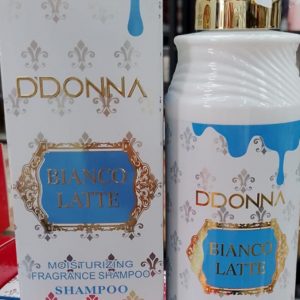 D'DONNA
BIANCO
LATTE
MOISTURIZING
FRAGRANCE SHAMPOO
SHAMPOO
D'DONNA
BIANCO
LATTE